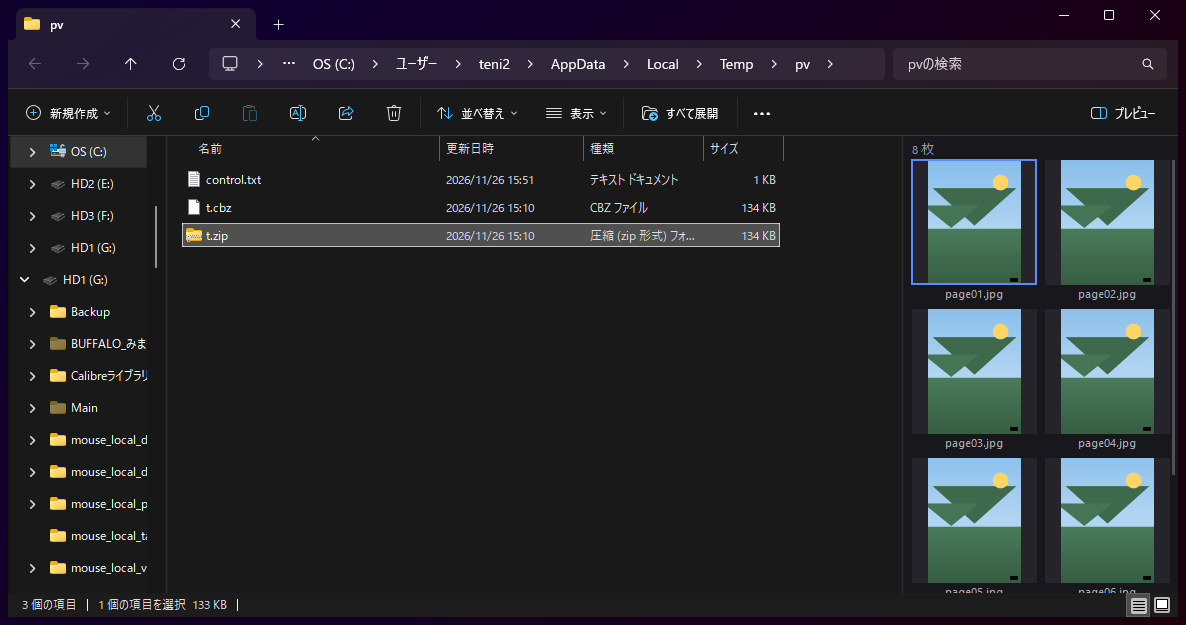 pv
OS (C:)
ユーザー
teni2
AppData
Local
Temp
pv
pvの検索
新規作成
並べ替え
表示
すべて展開
プレビュー
OS (C:)
HD2 (E:)
HD3 (F:)
HD1 (G:)
HD1 (G:)
Backup
BUFFALO_みま
Calibreライブラリ
Main
mouse_local_d
mouse_local_d
mouse_local_p
mouse_local_ta
mouse_local_v
名前 更新日時 種類 サイズ
control.txt 2026/11/26 15:51 テキスト ドキュメント 1 KB
t.cbz 2026/11/26 15:10 CBZ ファイル 134 KB
t.zip 2026/11/26 15:10 圧縮 (zip 形式) フォ... 134 KB
8 枚
page01.jpg page02.jpg
page03.jpg page04.jpg
page05.jpg page06.jpg
3 個の項目 1 個の項目を選択 133 KB